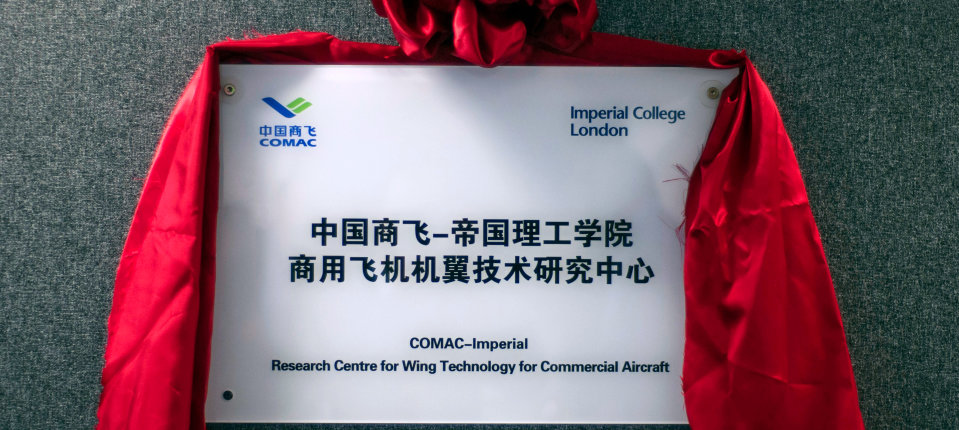 中国商飞
COMAC
Imperial College
London
中国商飞-帝国理工学院
商用飞机机翼技术研究中心
COMAC-Imperial
Research Centre for Wing Technology for Commercial Aircraft